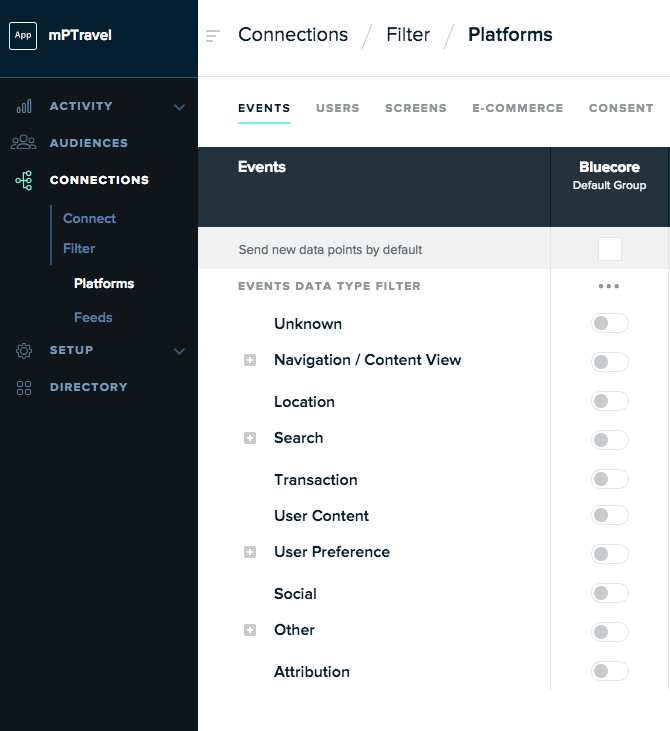 App
mPTravel
Connections / Filter / Platforms
ACTIVITY
AUDIENCES
CONNECTIONS
Connect
Filter
Platforms
Feeds
SETUP
DIRECTORY
EVENTS USERS SCREENS E-COMMERCE CONSENT
Events
Bluecore
Default Group
Send new data points by default
EVENTS DATA TYPE FILTER
Unknown
Navigation / Content View
Location
Search
Transaction
User Content
User Preference
Social
Other
Attribution